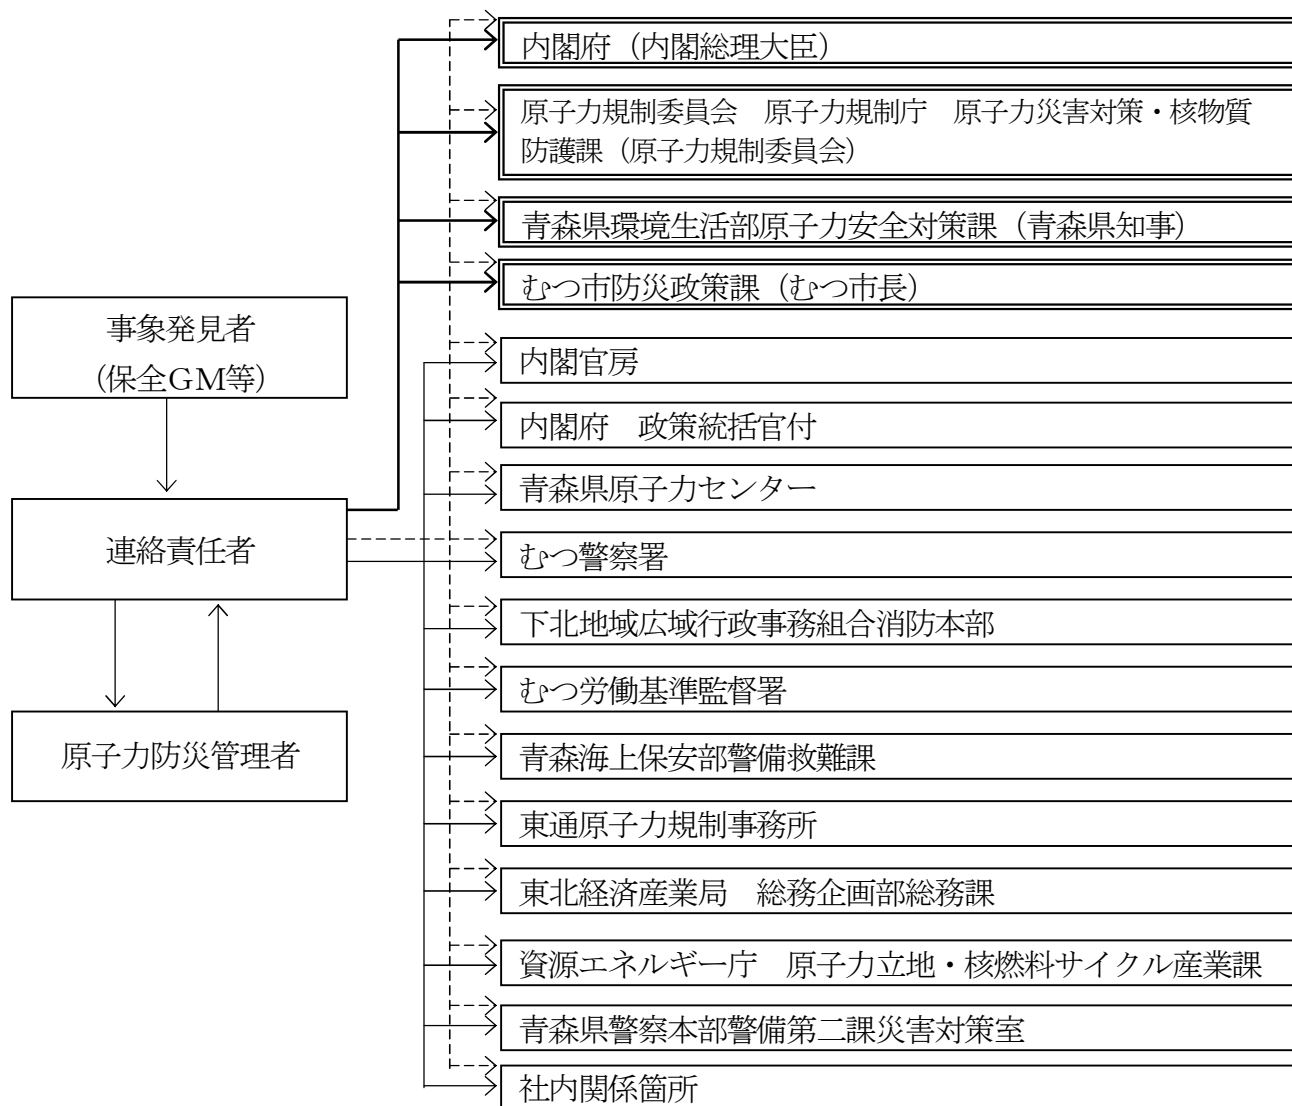 内閣府（内閣総理大臣）
原子力規制委員会　原子力規制庁　原子力災害対策・核物質
防護課（原子力規制委員会）
青森県環境生活部原子力安全対策課（青森県知事）
むつ市防災政策課（むつ市長）
事象発見者
（保全GM等）
連絡責任者
原子力防災管理者
内閣官房
内閣府　政策統括官付
青森県原子力センター
むつ警察署
下北地域広域行政事務組合消防本部
むつ労働基準監督署
青森海上保安部警備救難課
東通原子力規制事務所
東北経済産業局　総務企画部総務課
資源エネルギー庁　原子力立地・核燃料サイクル産業課
青森県警察本部警備第二課災害対策室
社内関係箇所